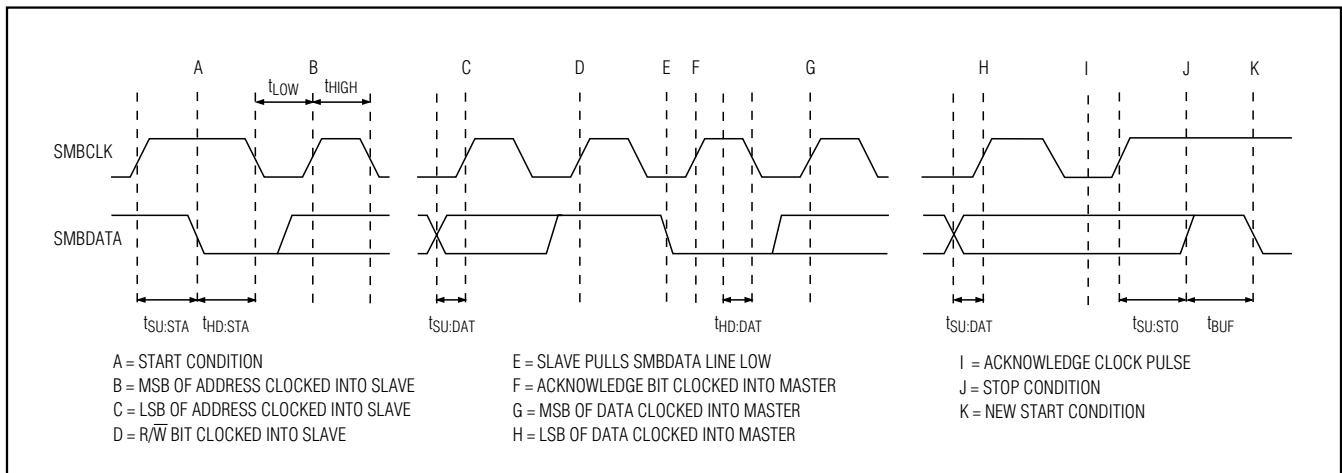 A B C D E F G H I J K
tLOW tHIGH
SMBCLK
SMBDATA
tSU:STA tHD:STA tSU:DAT tHD:DAT tSU:DAT tSU:STO tBUF
A = START CONDITION
B = MSB OF ADDRESS CLOCKED INTO SLAVE
C = LSB OF ADDRESS CLOCKED INTO SLAVE
D = R/W̅ BIT CLOCKED INTO SLAVE
E = SLAVE PULLS SMBDATA LINE LOW
F = ACKNOWLEDGE BIT CLOCKED INTO MASTER
G = MSB OF DATA CLOCKED INTO MASTER
H = LSB OF DATA CLOCKED INTO MASTER
I = ACKNOWLEDGE CLOCK PULSE
J = STOP CONDITION
K = NEW START CONDITION